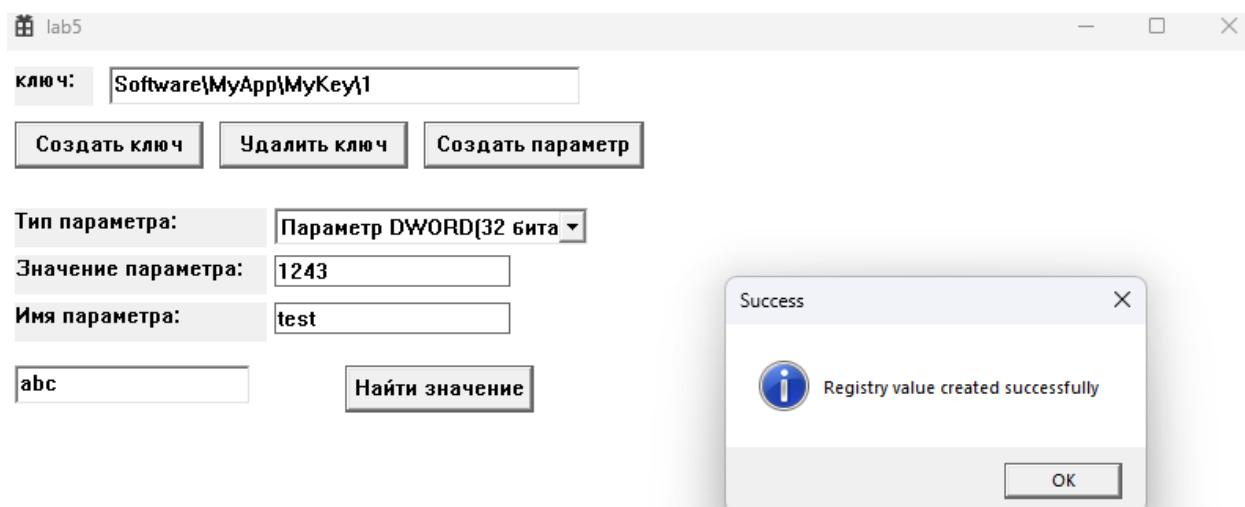 lab5
ключ:
Software\MyApp\MyKey\1
Создать ключ
Удалить ключ
Создать параметр
Тип параметра:
Параметр DWORD(32 бита
Значение параметра:
1243
Имя параметра:
test
abc
Найти значение
Success
Registry value created successfully
OK